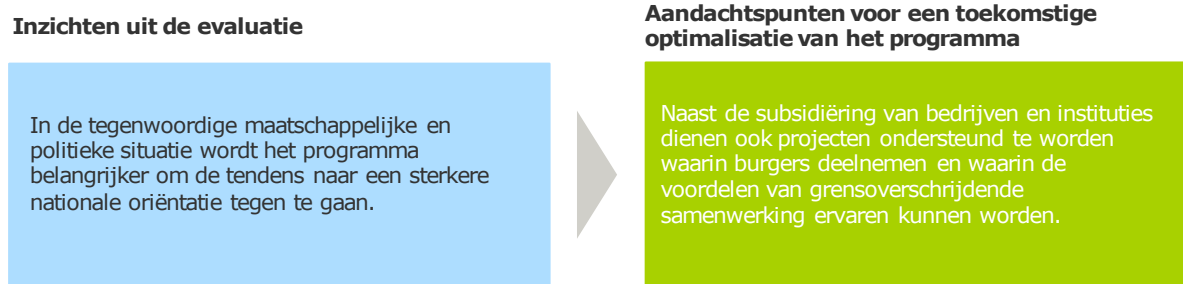 Inzichten uit de evaluatie
In de tegenwoordige maatschappelijke en
politieke situatie wordt het programma
belangrijker om de tendens naar een sterkere
nationale oriëntatie tegen te gaan.
Aandachtspunten voor een toekomstige
optimalisatie van het programma
Naast de subsidiëring van bedrijven en instituties
dienen ook projecten ondersteund te worden
waarin burgers deelnemen en waarin de
voordelen van grensoverschrijdende
samenwerking ervaren kunnen worden.